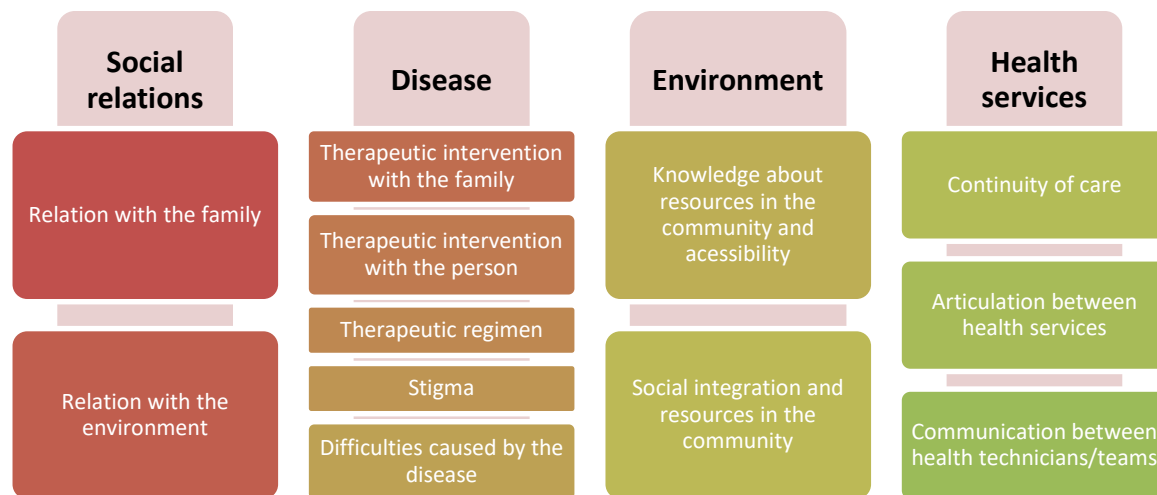 Social
relations
Relation with the family
Relation with the
environment
Disease
Therapeutic intervention
with the family
Therapeutic intervention
with the person
Therapeutic regimen
Stigma
Difficulties caused by the
disease
Environment
Knowledge about
resources in the
community and
acessibility
Social integration and
resources in the
community
Health
services
Continuity of care
Articulation between
health services
Communication between
health technicians/teams